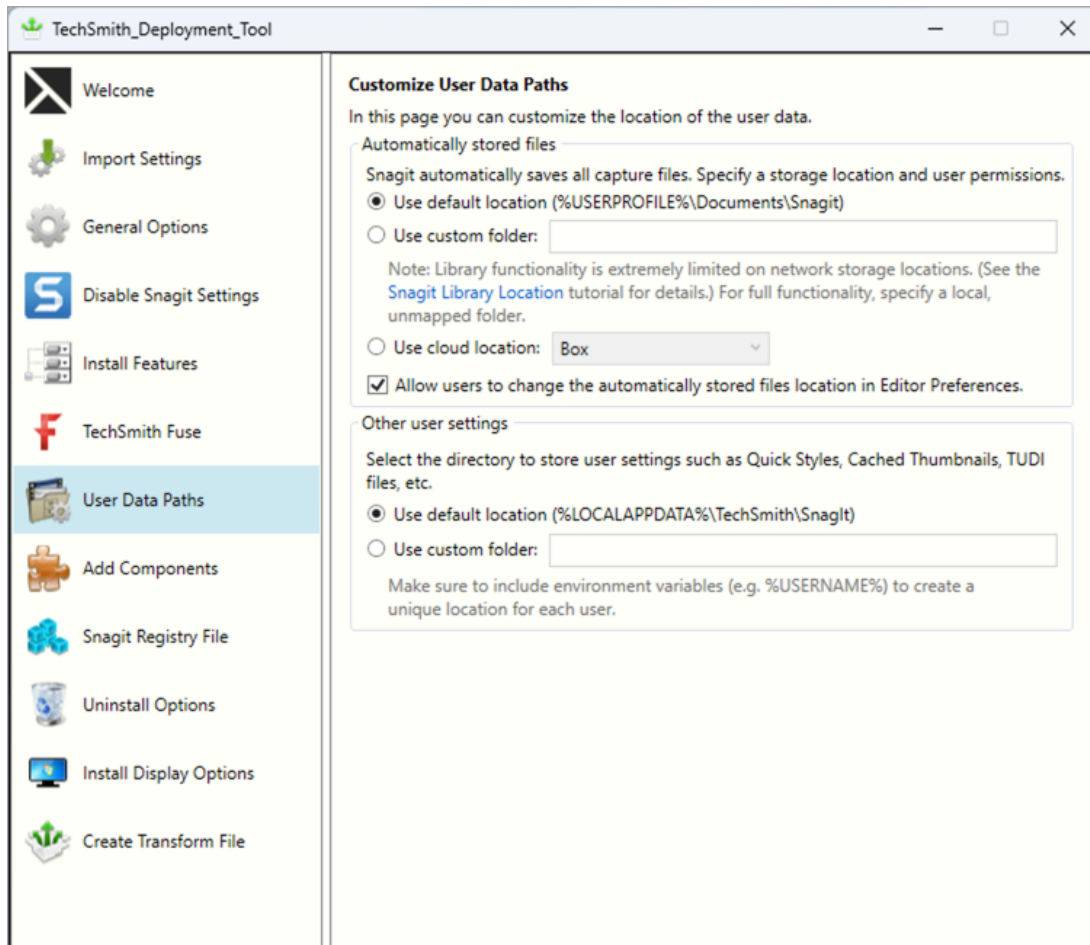 TechSmith_Deployment_Tool
Welcome
Import Settings
General Options
Disable Snagit Settings
Install Features
TechSmith Fuse
User Data Paths
Add Components
Snagit Registry File
Uninstall Options
Install Display Options
Create Transform File
Customize User Data Paths
In this page you can customize the location of the user data.
Automatically stored files
Snagit automatically saves all capture files. Specify a storage location and user permissions.
Use default location (%USERPROFILE%\Documents\Snagit)
Use custom folder:
Note: Library functionality is extremely limited on network storage locations. (See the
Snagit Library Location tutorial for details.) For full functionality, specify a local,
unmapped folder.
Use cloud location: Box
Allow users to change the automatically stored files location in Editor Preferences.
Other user settings
Select the directory to store user settings such as Quick Styles, Cached Thumbnails, TUDI
files, etc.
Use default location (%LOCALAPPDATA%\TechSmith\SnagIt)
Use custom folder:
Make sure to include environment variables (e.g. %USERNAME%) to create a
unique location for each user.